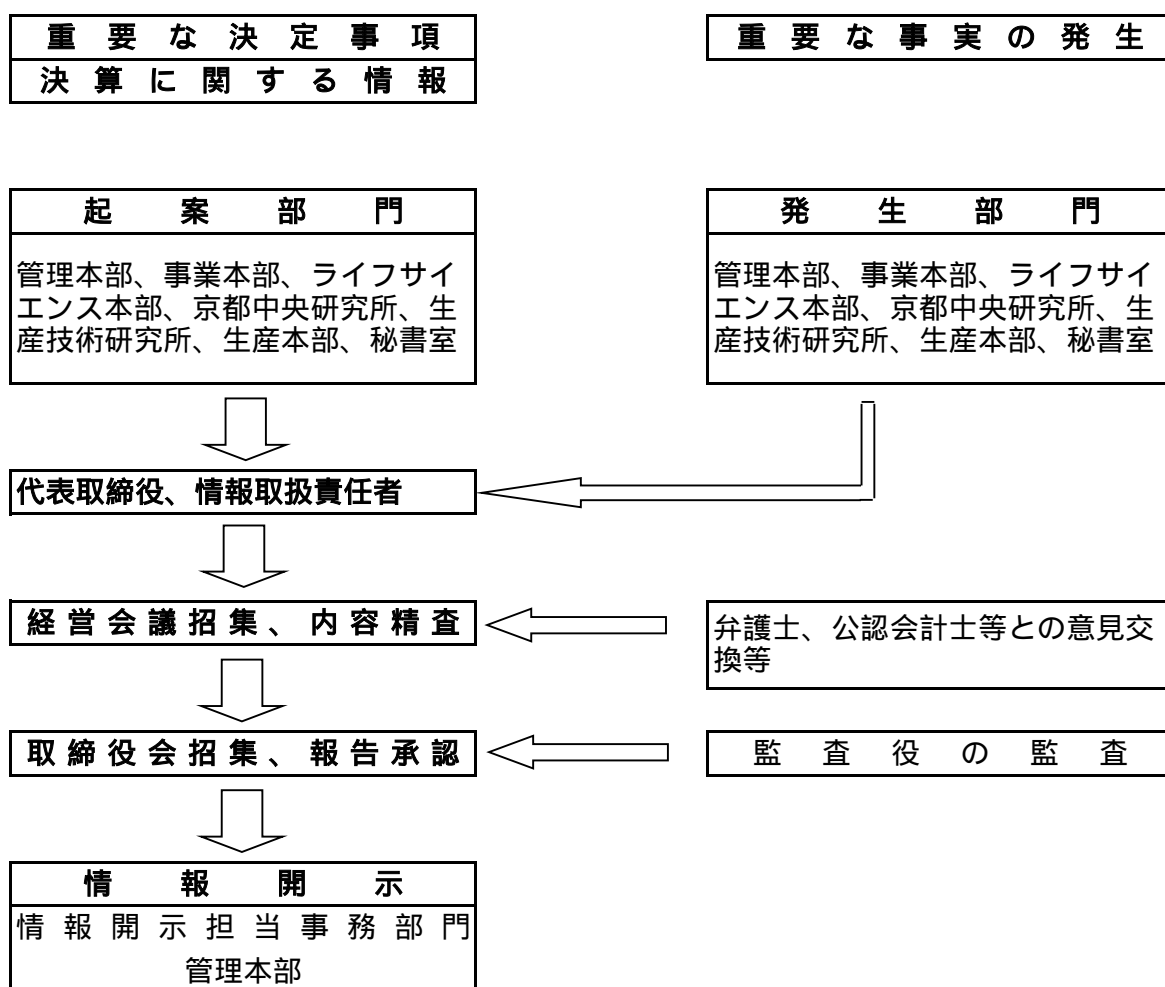 重要な決定事項
決算に関する情報
重要な事実の発生
起案部門
管理本部、事業本部、ライフサイ
エンス本部、京都中央研究所、生
産技術研究所、生産本部、秘書室
発生部門
管理本部、事業本部、ライフサイ
エンス本部、京都中央研究所、生
産技術研究所、生産本部、秘書室
代表取締役、情報取扱責任者
経営会議招集、内容精査
弁護士、公認会計士等との意見交
換等
取締役会招集、報告承認
監査役の監査
情報開示
情報開示担当事務部門
管理本部